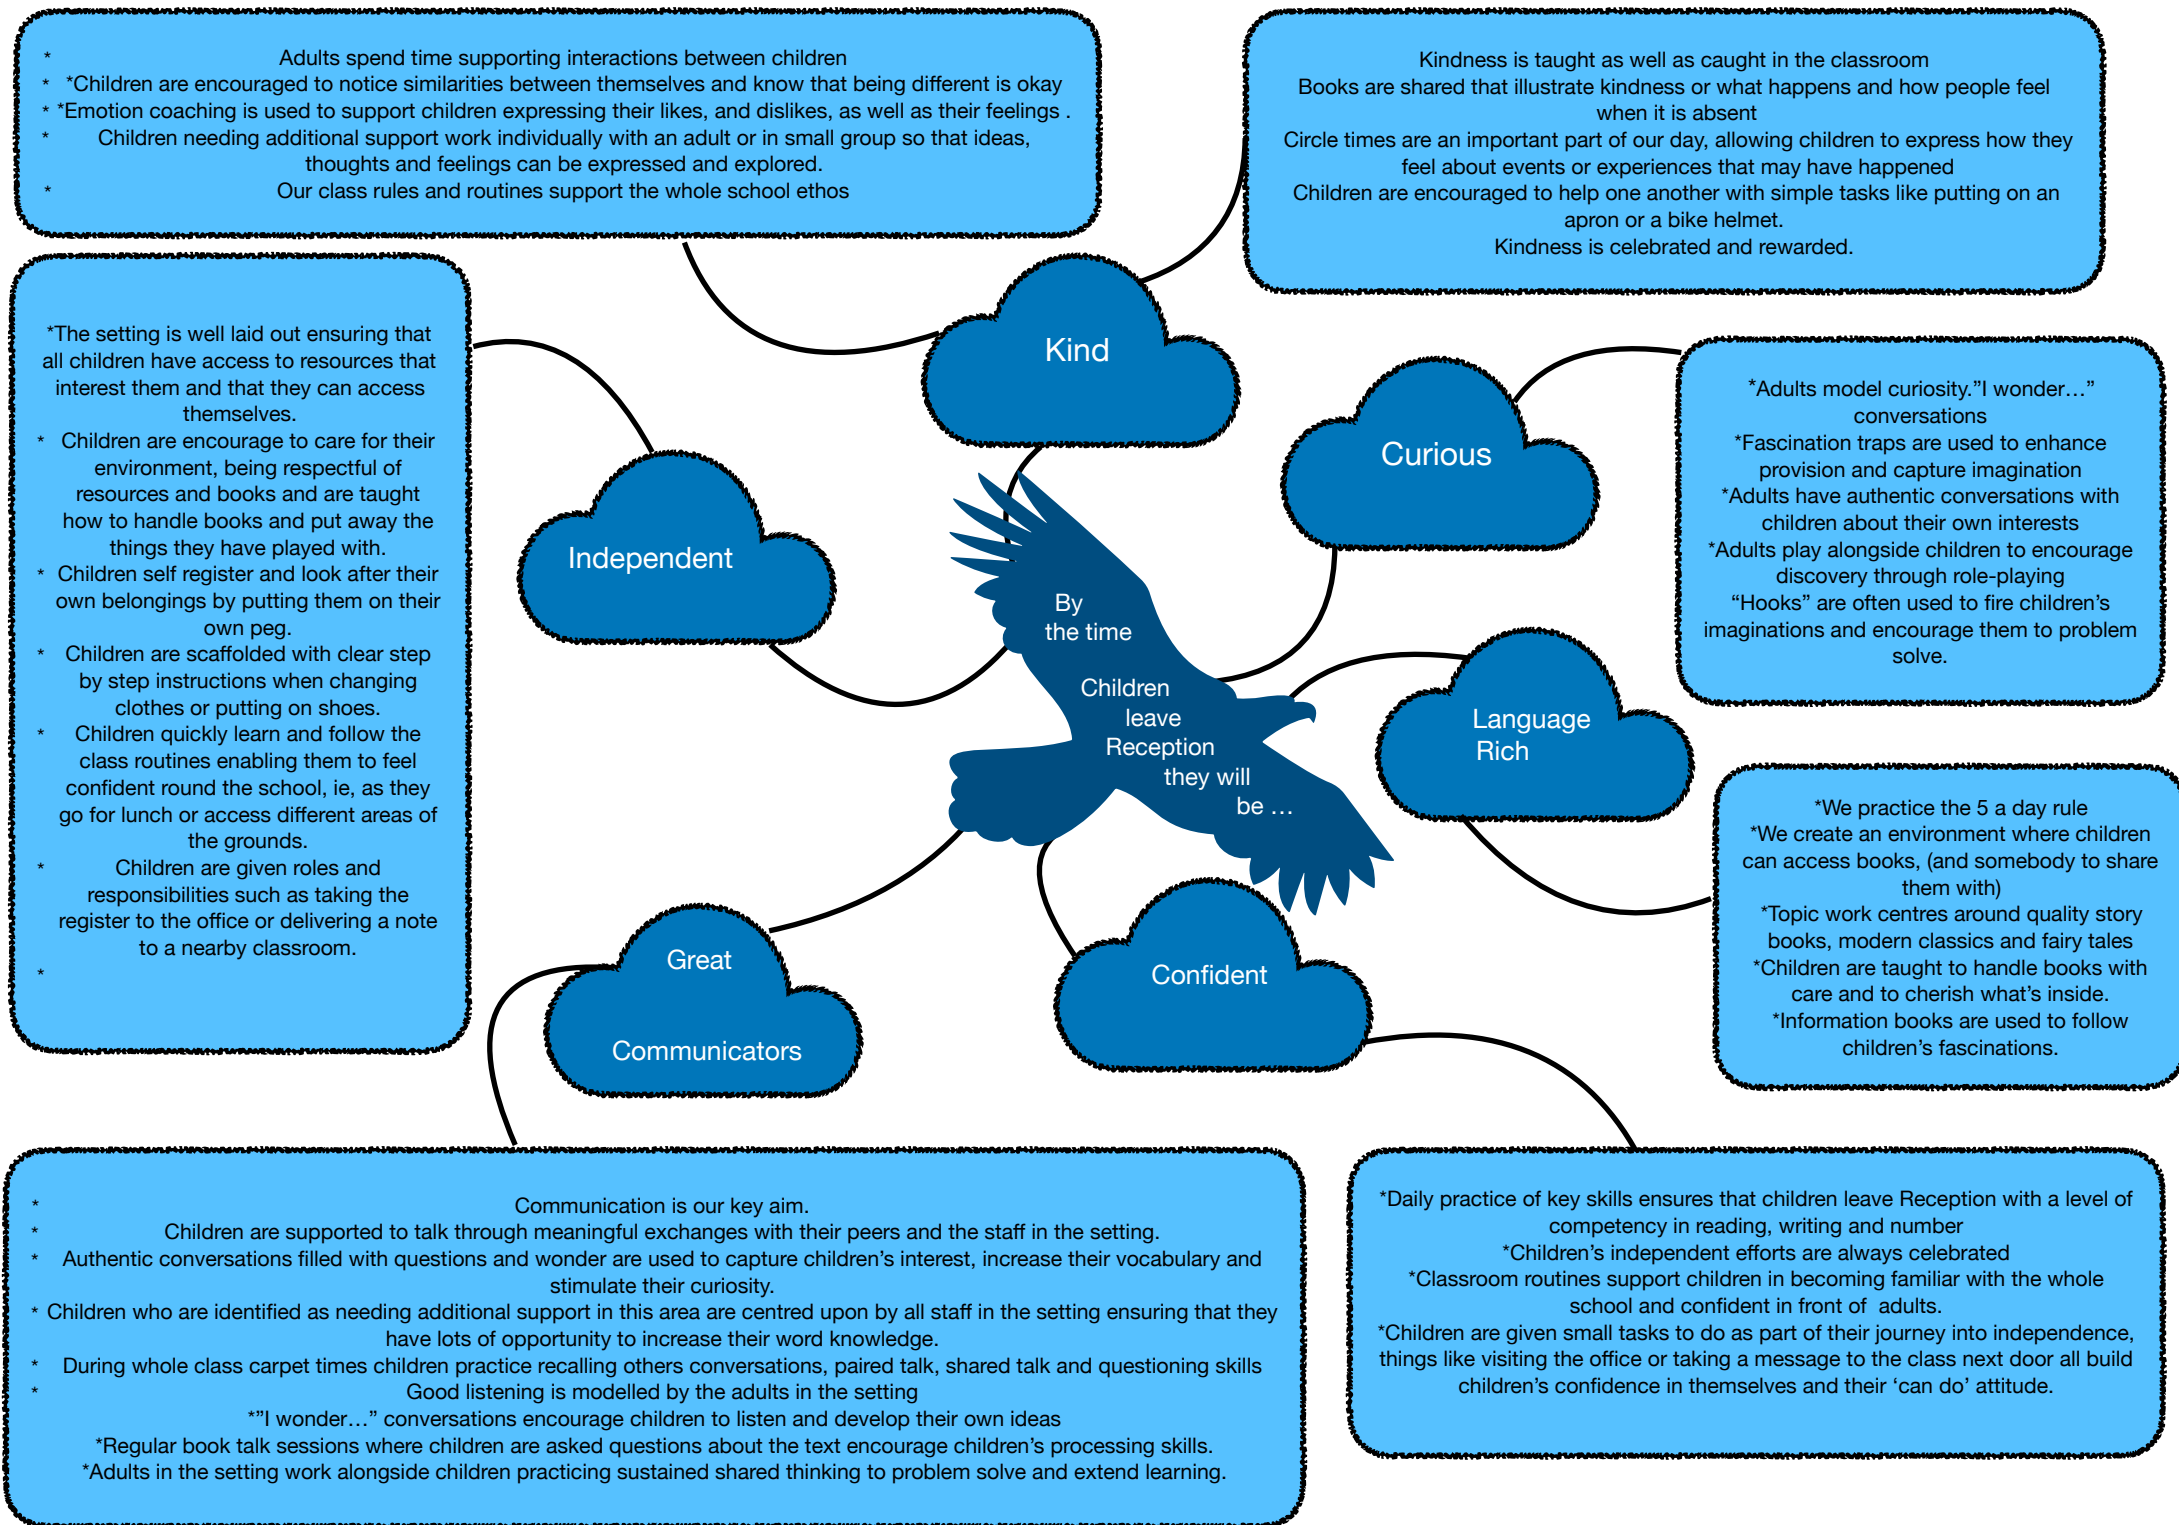 * Adults spend time supporting interactions between children
* *Children are encouraged to notice similarities between themselves and know that being different is okay
* *Emotion coaching is used to support children expressing their likes, and dislikes, as well as their feelings .
* Children needing additional support work individually with an adult or in small group so that ideas,
thoughts and feelings can be expressed and explored.
* Our class rules and routines support the whole school ethos
Kindness is taught as well as caught in the classroom
Books are shared that illustrate kindness or what happens and how people feel
when it is absent
Circle times are an important part of our day, allowing children to express how they
feel about events or experiences that may have happened
Children are encouraged to help one another with simple tasks like putting on an
apron or a bike helmet.
Kindness is celebrated and rewarded.
Kind
*The setting is well laid out ensuring that
all children have access to resources that
interest them and that they can access
themselves.
* Children are encourage to care for their
environment, being respectful of
resources and books and are taught
how to handle books and put away the
things they have played with.
* Children self register and look after their
own belongings by putting them on their
own peg.
* Children are scaffolded with clear step
by step instructions when changing
clothes or putting on shoes.
* Children quickly learn and follow the
class routines enabling them to feel
confident round the school, ie, as they
go for lunch or access different areas of
the grounds.
* Children are given roles and
responsibilities such as taking the
register to the office or delivering a note
to a nearby classroom.
*
Independent
Curious
*Adults model curiosity.”I wonder…”
conversations
*Fascination traps are used to enhance
provision and capture imagination
*Adults have authentic conversations with
children about their own interests
*Adults play alongside children to encourage
discovery through role-playing
“Hooks” are often used to fire children’s
imaginations and encourage them to problem
solve.
By
the time
Children
leave
Reception
they will
be …
Language
Rich
*We practice the 5 a day rule
*We create an environment where children
can access books, (and somebody to share
them with)
*Topic work centres around quality story
books, modern classics and fairy tales
*Children are taught to handle books with
care and to cherish what’s inside.
*Information books are used to follow
children’s fascinations.
Great
Communicators
Confident
* Communication is our key aim.
* Children are supported to talk through meaningful exchanges with their peers and the staff in the setting.
* Authentic conversations filled with questions and wonder are used to capture children’s interest, increase their vocabulary and
stimulate their curiosity.
* Children who are identified as needing additional support in this area are centred upon by all staff in the setting ensuring that they
have lots of opportunity to increase their word knowledge.
* During whole class carpet times children practice recalling others conversations, paired talk, shared talk and questioning skills
* Good listening is modelled by the adults in the setting
*”I wonder…” conversations encourage children to listen and develop their own ideas
*Regular book talk sessions where children are asked questions about the text encourage children’s processing skills.
*Adults in the setting work alongside children practicing sustained shared thinking to problem solve and extend learning.
*Daily practice of key skills ensures that children leave Reception with a level of
competency in reading, writing and number
*Children’s independent efforts are always celebrated
*Classroom routines support children in becoming familiar with the whole
school and confident in front of adults.
*Children are given small tasks to do as part of their journey into independence,
things like visiting the office or taking a message to the class next door all build
children’s confidence in themselves and their ‘can do’ attitude.